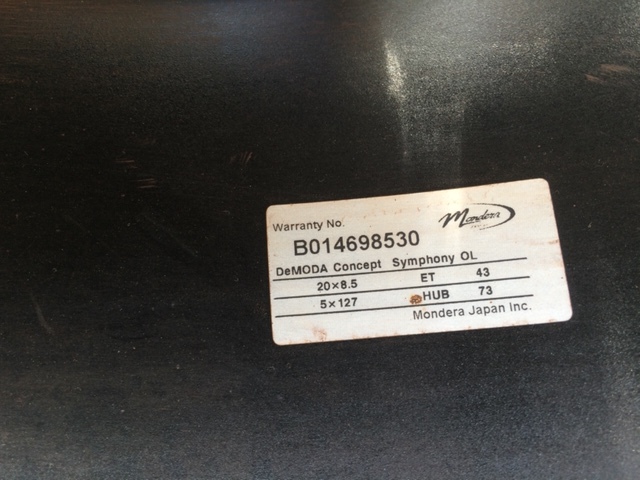 Warranty No.
Mondera
B014698530
DeMODA Concept Symphony OL
20×8.5 ET 43
5×127 HUB 73
Mondera Japan Inc.